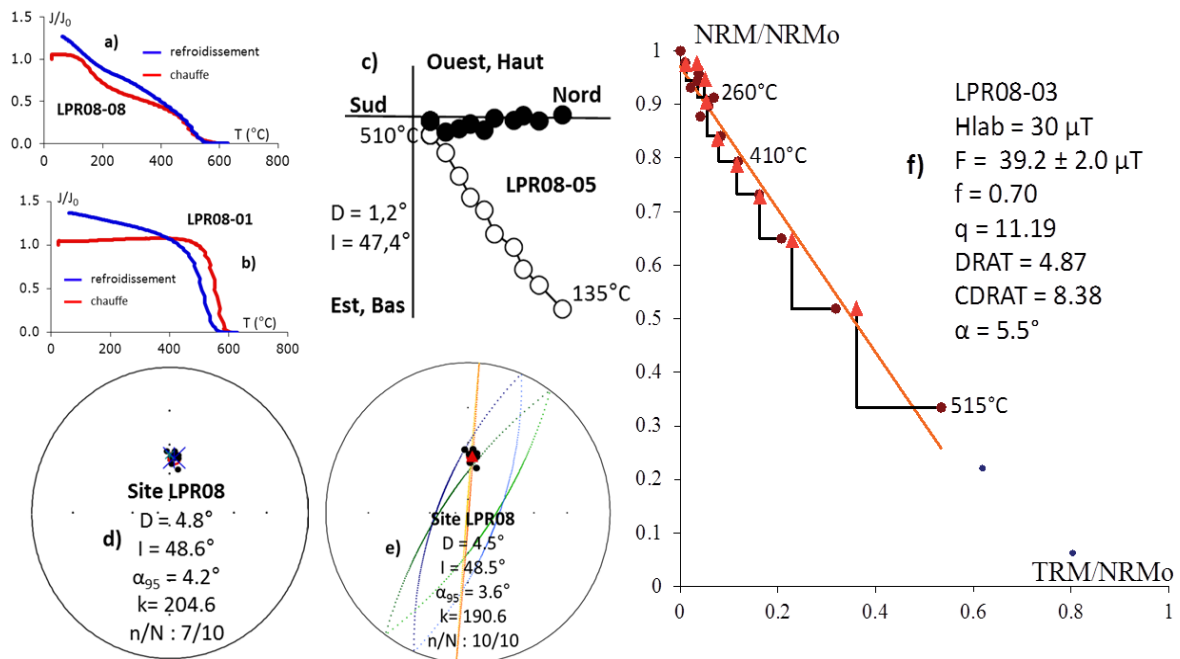 J/J0
a)
1.5
1.0
0.5
0.0
refroidissement
chauffe
LPR08-08
T (°C)
0
200
400
600
800
J/J0
LPR08-01
1.5
1.0
0.5
0.0
b)
refroidissement
chauffe
T (°C)
0
200
400
600
800
c)
Ouest, Haut
Sud
Nord
510°C
LPR08-05
D = 1,2°
I = 47,4°
Est, Bas
135°C
Site LPR08
d)
D = 4.8°
I = 48.6°
α95 = 4.2°
k= 204.6
n/N : 7/10
Site LPR08
e)
D = 4.5°
I = 48.5°
α95 = 3.6°
k= 190.6
n/N : 10/10
NRM/NRMo
1
0.9
0.8
0.7
0.6
0.5
0.4
0.3
0.2
0.1
0
260°C
410°C
515°C
f)
LPR08-03
Hlab = 30 µT
F = 39.2 ± 2.0 µT
f = 0.70
q = 11.19
DRAT = 4.87
CDRAT = 8.38
α = 5.5°
TRM/NRMo
0
0.2
0.4
0.6
0.8
1